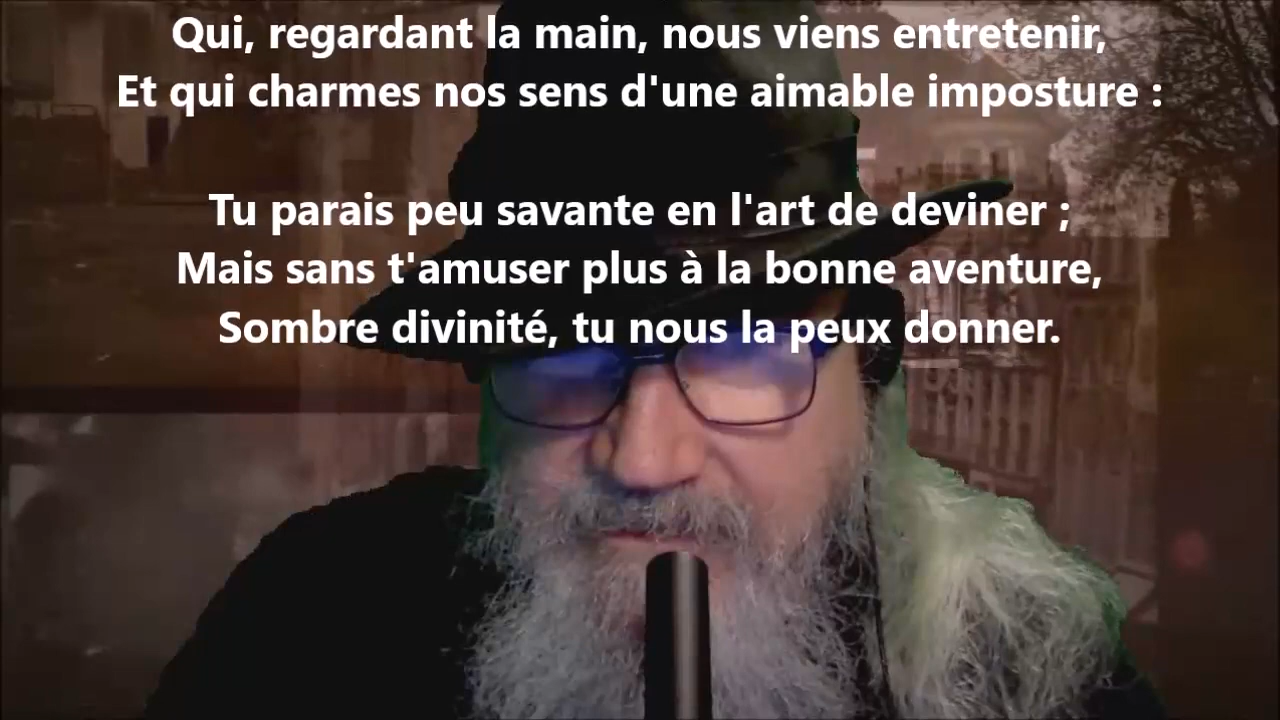 Qui, regardant la main, nous viens entretenir,
Et qui charmes nos sens d'une aimable imposture :
Tu parais peu savante en l'art de deviner ;
Mais sans t'amuser plus à la bonne aventure,
Sombre divinité, tu nous la peux donner.